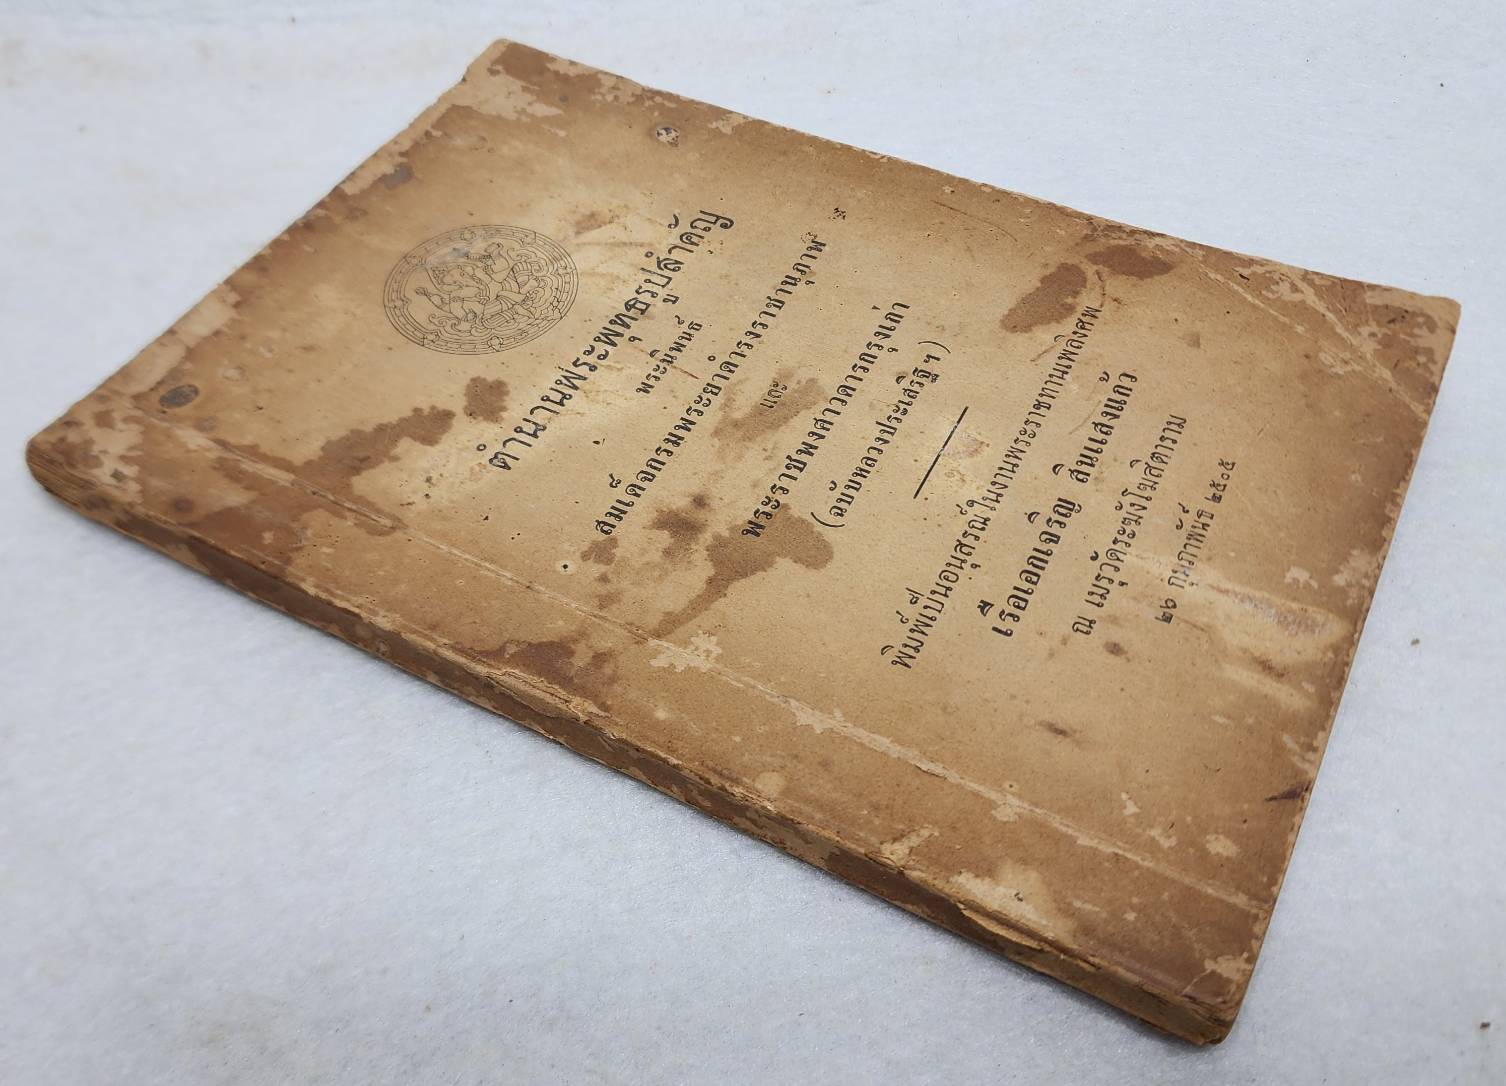 ตำนานพระพุทธรูปสำคัญ
พระนิพนธ์
สมเด็จกรมพระยาดำรงราชานุภาพ
และ
พระราชพงศาวดารกรุงเก่า
(ฉบับหลวงประเสริฐฯ)
พิมพ์เป็นอนุสรณ์ในงานพระราชทานเพลิงศพ
เรือเอกเจริญ สินแสงแก้ว
ณ เมรุวัดระฆังโฆสิตาราม
๒๖ กุมภาพันธ์ ๒๕๐๕